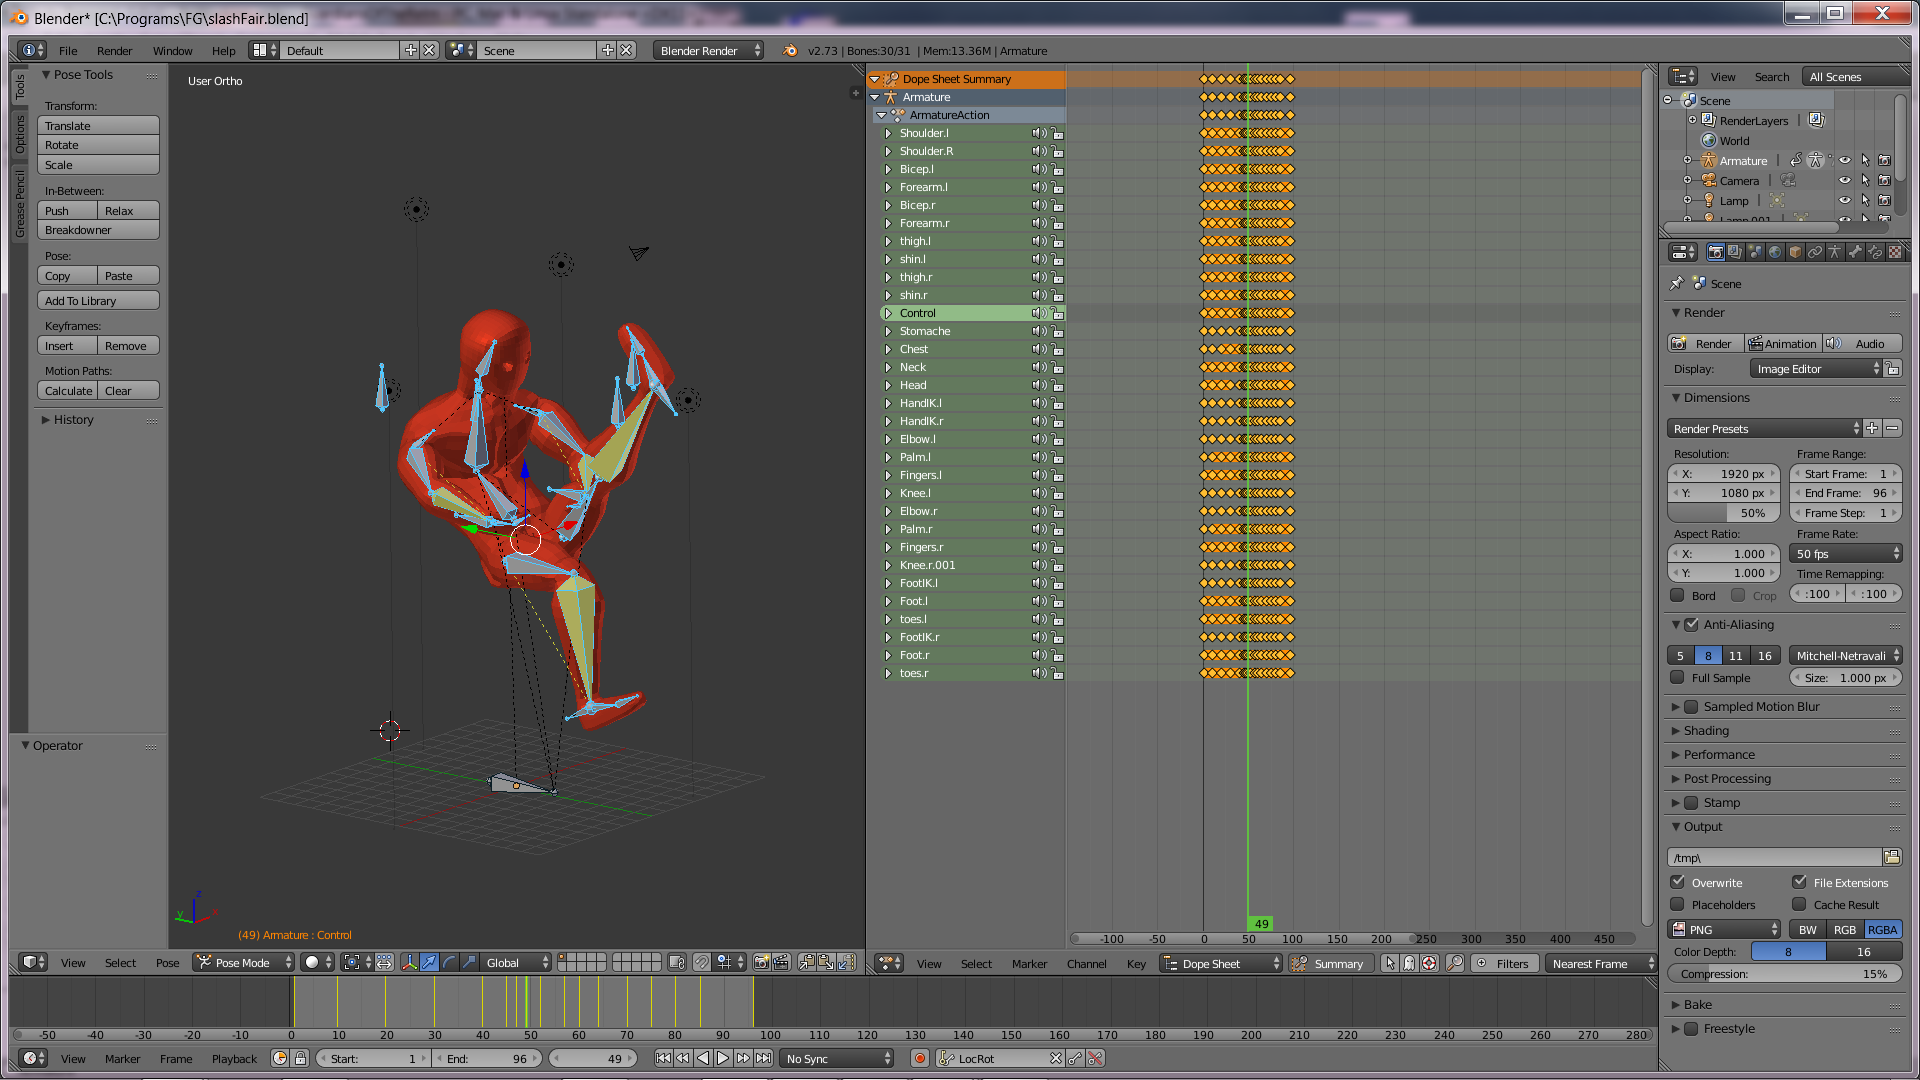 Blender* [C:\Programs\FG\slashFair.blend]
File Render Window Help Default Scene Blender Render v2.73 | Bones:30/31 | Mem:13.36M | Armature
Tools
Options
Grease Pencil
Pose Tools
Transform:
Translate
Rotate
Scale
In-Between:
Push Relax
Breakdowner
Pose:
Copy Paste
Add To Library
Keyframes:
Insert Remove
Motion Paths:
Calculate Clear
History
Operator
User Ortho
z
y
x
(49) Armature : Control
View Select Pose Pose Mode Global
Dope Sheet Summary
Armature
ArmatureAction
Shoulder.l
Shoulder.R
Bicep.l
Forearm.l
Bicep.r
Forearm.r
thigh.l
shin.l
thigh.r
shin.r
Control
Stomache
Chest
Neck
Head
HandIK.l
HandIK.r
Elbow.l
Palm.l
Fingers.l
Knee.l
Elbow.r
Palm.r
Fingers.r
Knee.r.001
FootIK.l
Foot.l
toes.l
FootIK.r
Foot.r
toes.r
49
-100 -50 0 50 100 150 200 250 300 350 400 450
View Select Marker Channel Key Dope Sheet Summary Filters Nearest Frame
View Search All Scenes
Scene
RenderLayers
World
Armature
Camera
Lamp
Lamp.001
Scene
Render
Render Animation Audio
Display: Image Editor
Dimensions
Render Presets
Resolution: Frame Range:
X: 1920 px Start Frame: 1
Y: 1080 px End Frame: 96
50% Frame Step: 1
Aspect Ratio: Frame Rate:
X: 1.000 50 fps
Y: 1.000 Time Remapping:
Bord Crop :100 :100
Anti-Aliasing
5 8 11 16 Mitchell-Netravali
Full Sample Size: 1.000 px
Sampled Motion Blur
Shading
Performance
Post Processing
Stamp
Output
/tmp\
Overwrite File Extensions
Placeholders Cache Result
PNG BW RGB RGBA
Color Depth: 8 16
Compression: 15%
Bake
Freestyle
-50 -40 -30 -20 -10 0 10 20 30 40 50 60 70 80 90 100 110 120 130 140 150 160 170 180 190 200 210 220 230 240 250 260 270 280
View Marker Frame Playback Start: 1 End: 96 49 No Sync LocRot